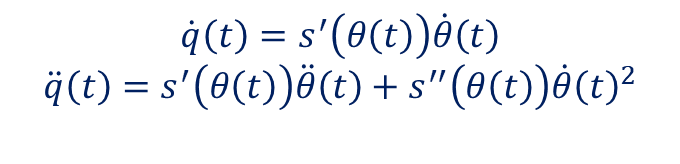 q̇(t) = s′(θ(t))θ̇(t)
q̈(t) = s′(θ(t))θ̈(t) + s′′(θ(t))θ̇(t)²